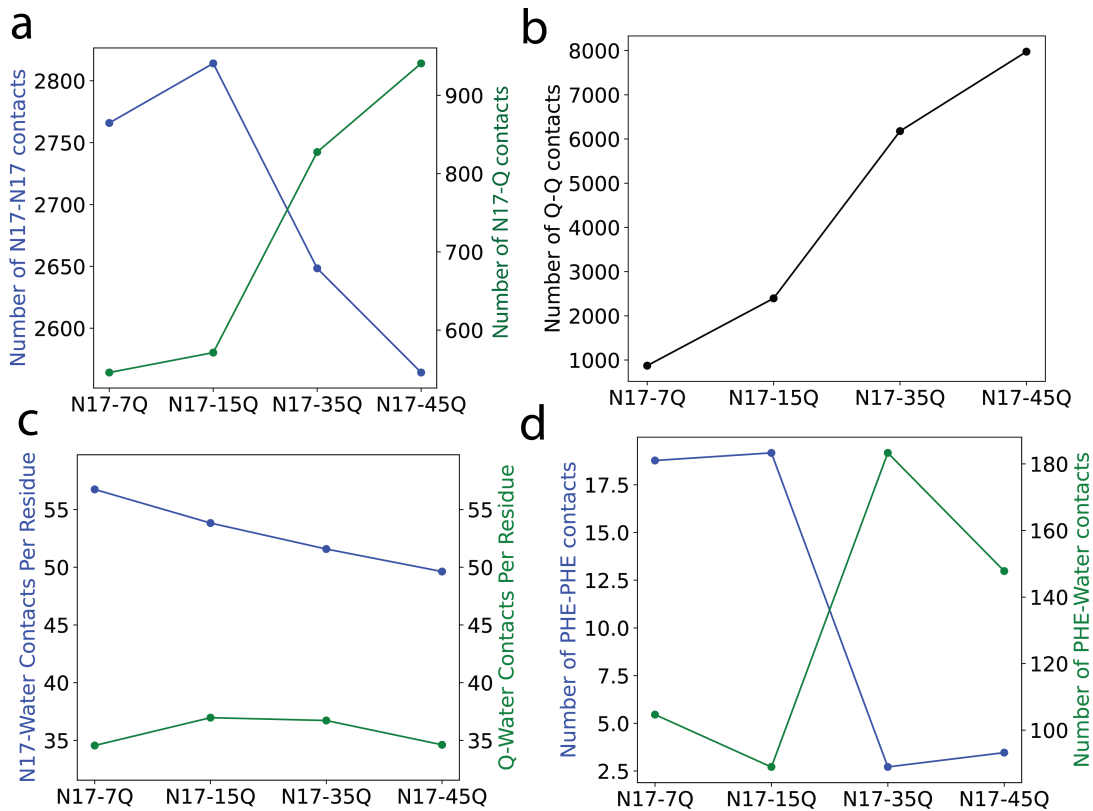 a
Number of N17-N17 contacts
2800
2750
2700
2650
2600
900
800
700
600
Number of N17-Q contacts
N17-7Q N17-15Q N17-35Q N17-45Q
b
Number of Q-Q contacts
8000
7000
6000
5000
4000
3000
2000
1000
N17-7Q N17-15Q N17-35Q N17-45Q
c
N17-Water Contacts Per Residue
55
50
45
40
35
55
50
45
40
35
Q-Water Contacts Per Residue
N17-7Q N17-15Q N17-35Q N17-45Q
d
Number of PHE-PHE contacts
17.5
15.0
12.5
10.0
7.5
5.0
2.5
180
160
140
120
100
Number of PHE-Water contacts
N17-7Q N17-15Q N17-35Q N17-45Q